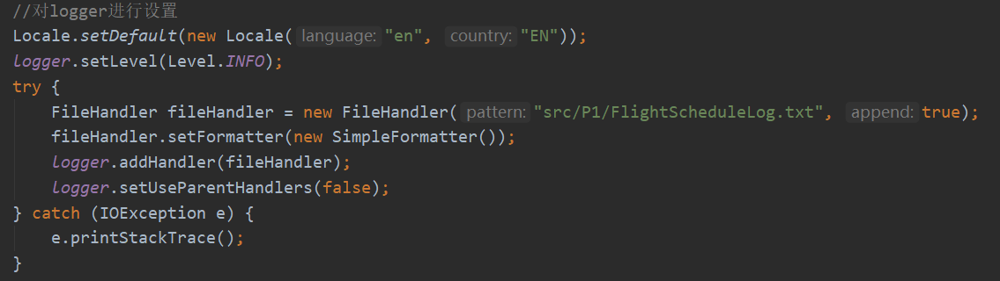 //对logger进行设置
Locale.setDefault(new Locale( language: "en", country: "EN"));
logger.setLevel(Level.INFO);
try {
    FileHandler fileHandler = new FileHandler( pattern: "src/P1/FlightScheduleLog.txt", append: true);
    fileHandler.setFormatter(new SimpleFormatter());
    logger.addHandler(fileHandler);
    logger.setUseParentHandlers(false);
} catch (IOException e) {
    e.printStackTrace();
}